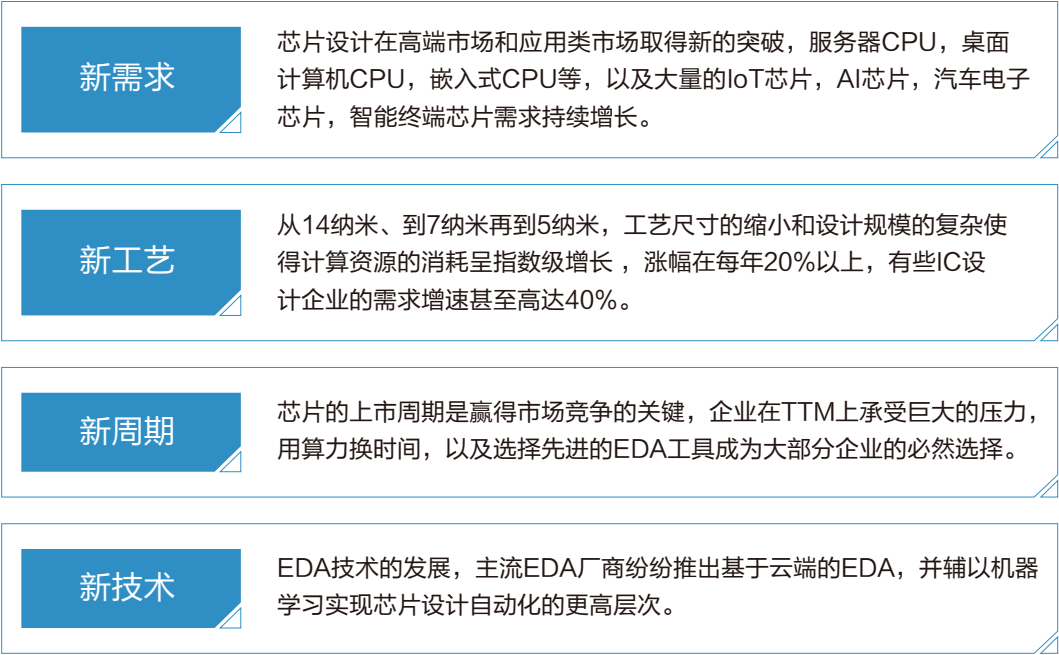 新需求
芯片设计在高端市场和应用类市场取得新的突破，服务器CPU，桌面
计算机CPU，嵌入式CPU等，以及大量的IoT芯片，AI芯片，汽车电子
芯片，智能终端芯片需求持续增长。
新工艺
从14纳米、到7纳米再到5纳米，工艺尺寸的缩小和设计规模的复杂使
得计算资源的消耗呈指数级增长 ，涨幅在每年20%以上，有些IC设
计企业的需求增速甚至高达40%。
新周期
芯片的上市周期是赢得市场竞争的关键，企业在TTM上承受巨大的压力，
用算力换时间，以及选择先进的EDA工具成为大部分企业的必然选择。
新技术
EDA技术的发展，主流EDA厂商纷纷推出基于云端的EDA，并辅以机器
学习实现芯片设计自动化的更高层次。